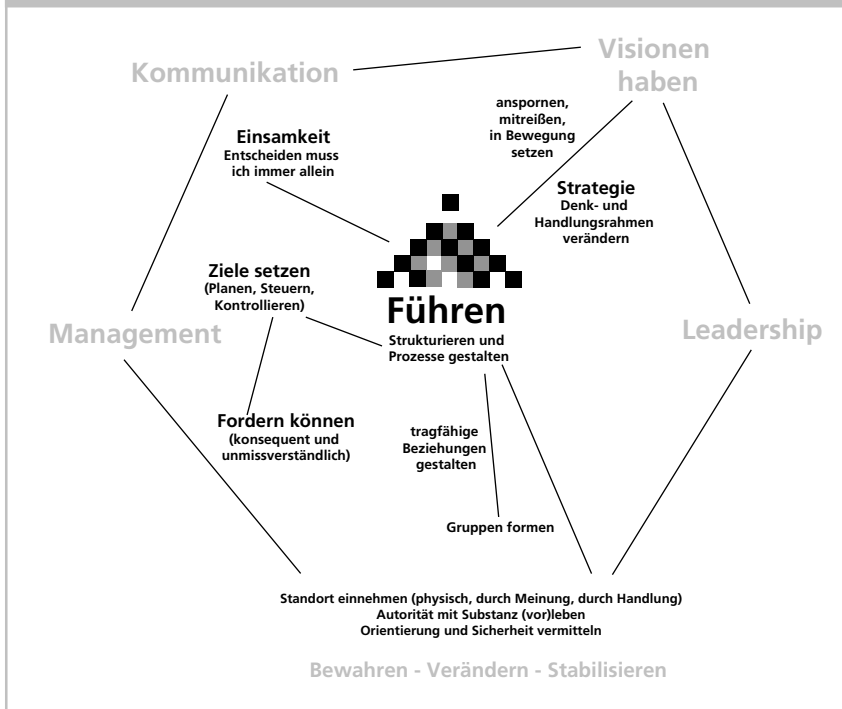 Kommunikation
Visionen
haben
anspornen,
mitreißen,
in Bewegung
setzen
Einsamkeit
Entscheiden muss
ich immer allein
Strategie
Denk- und
Handlungsrahmen
verändern
Ziele setzen
(Planen, Steuern,
Kontrollieren)
Führen
Strukturieren und
Prozesse gestalten
Management
Leadership
Fordern können
(konsequent und
unmissverständlich)
tragfähige
Beziehungen
gestalten
Gruppen formen
Standort einnehmen (physisch, durch Meinung, durch Handlung)
Autorität mit Substanz (vor)leben
Orientierung und Sicherheit vermitteln
Bewahren - Verändern - Stabilisieren